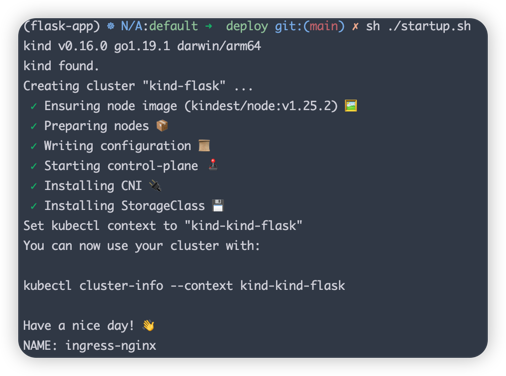 (flask-app) ⎈ N/A:default ➜  deploy git:(main) ✗ sh ./startup.sh
kind v0.16.0 go1.19.1 darwin/arm64
kind found.
Creating cluster "kind-flask" ...
 ✓ Ensuring node image (kindest/node:v1.25.2) 🖼
 ✓ Preparing nodes 📦
 ✓ Writing configuration 📜
 ✓ Starting control-plane 🕹️
 ✓ Installing CNI 🔌
 ✓ Installing StorageClass 💾
Set kubectl context to "kind-kind-flask"
You can now use your cluster with:

kubectl cluster-info --context kind-kind-flask

Have a nice day! 👋
NAME: ingress-nginx